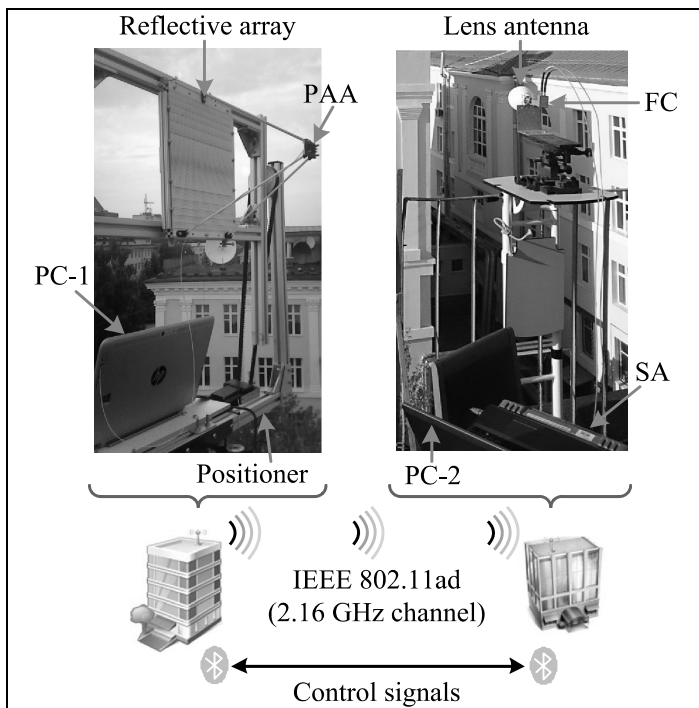 Reflective array
Lens antenna
PAA
FC
PC-1
SA
Positioner
PC-2
IEEE 802.11ad
(2.16 GHz channel)
Control signals